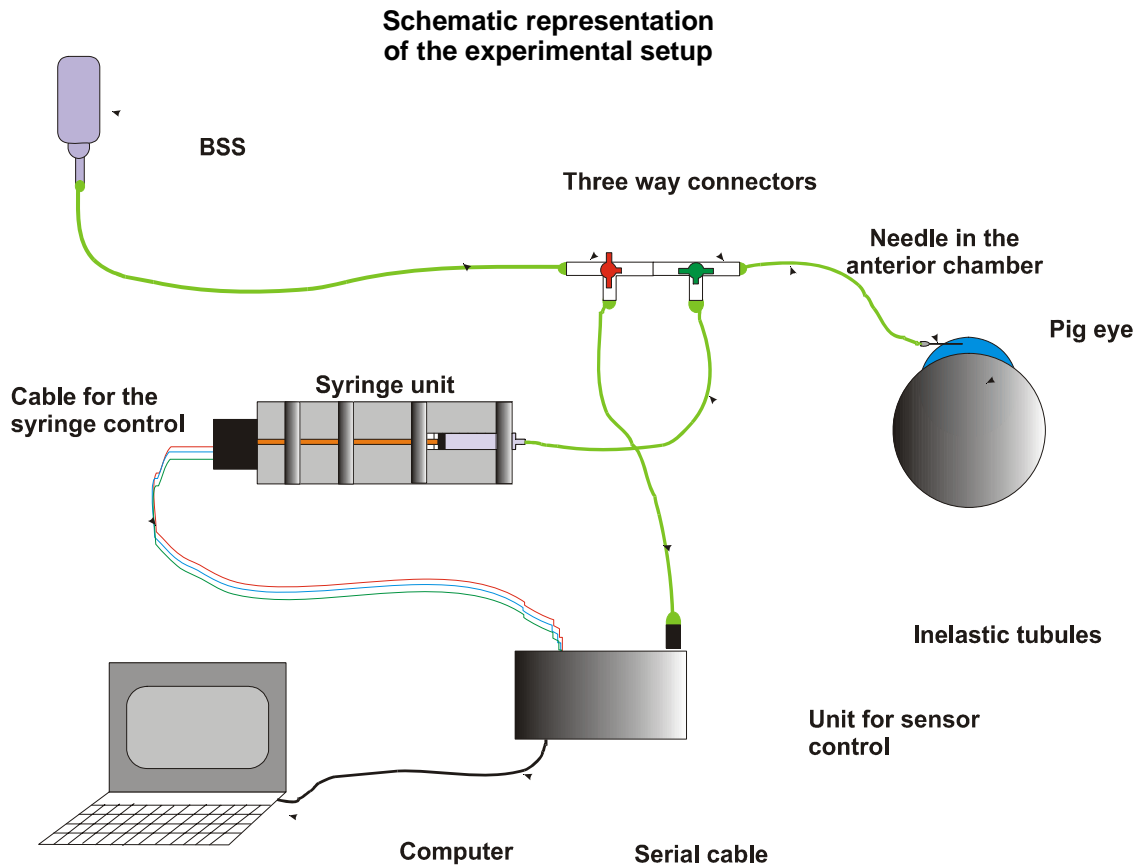 Schematic representation
of the experimental setup
BSS
Three way connectors
Needle in the
anterior chamber
Pig eye
Syringe unit
Cable for the
syringe control
Inelastic tubules
Unit for sensor
control
Computer
Serial cable